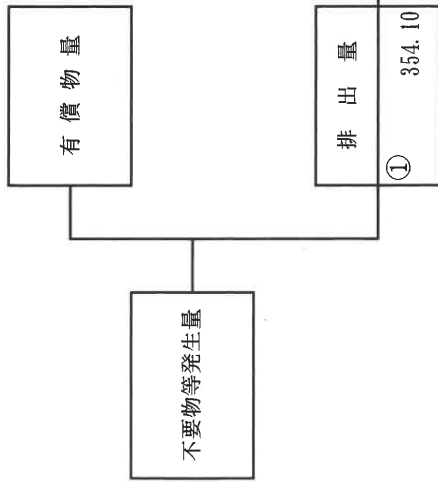 有償物量
不要物等発生量
排出量
①
354.10